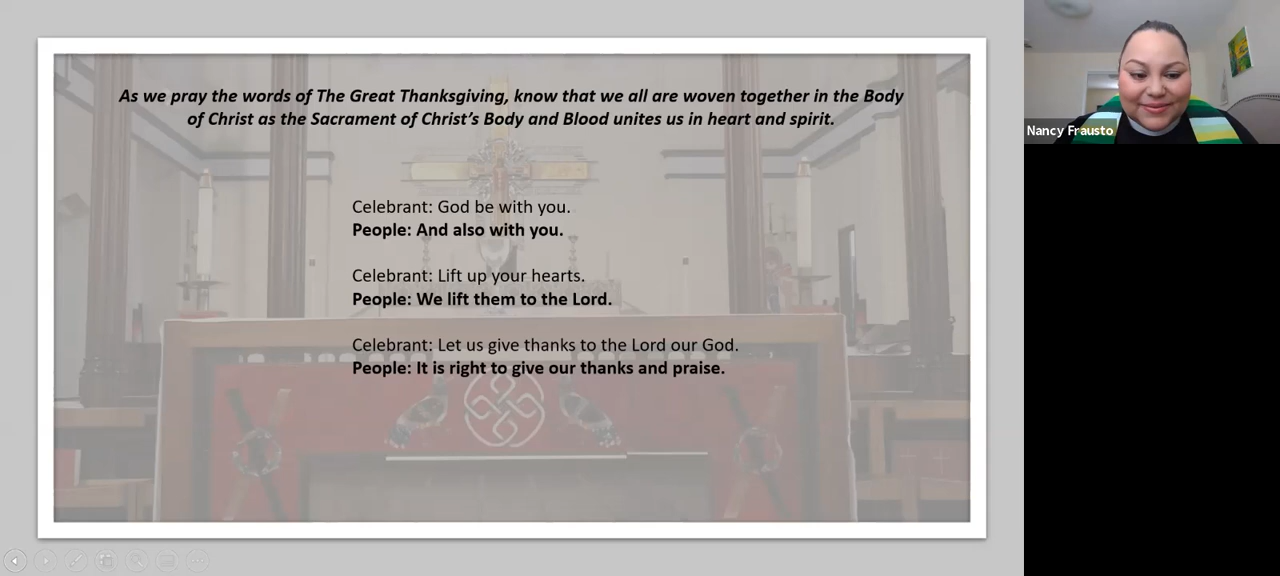 As we pray the words of The Great Thanksgiving, know that we all are woven together in the Body
of Christ as the Sacrament of Christ’s Body and Blood unites us in heart and spirit.
Celebrant: God be with you.
People: And also with you.
Celebrant: Lift up your hearts.
People: We lift them to the Lord.
Celebrant: Let us give thanks to the Lord our God.
People: It is right to give our thanks and praise.
Nancy Frausto